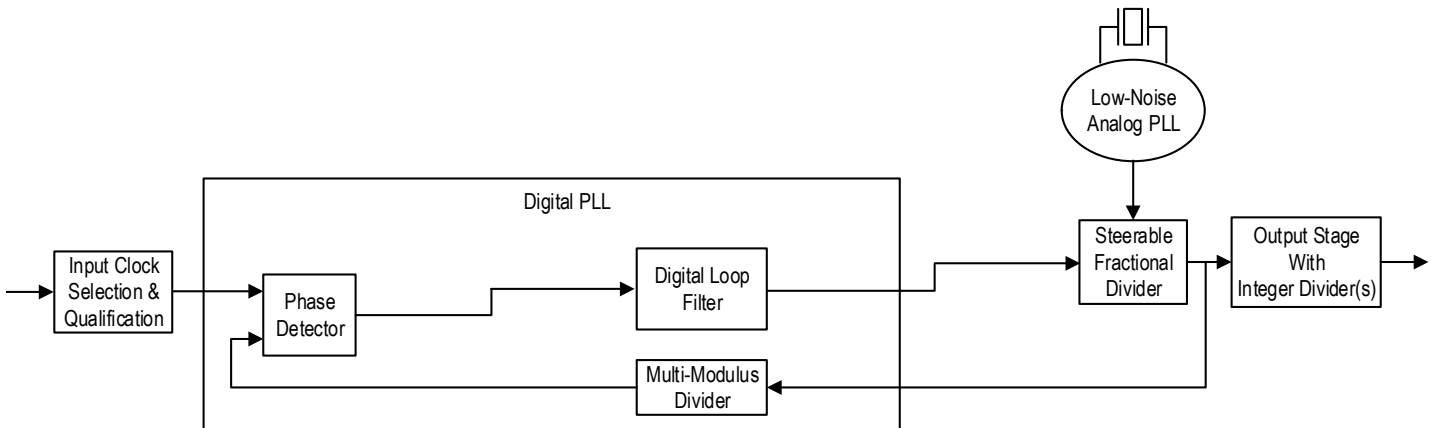 Low-Noise
Analog PLL
Digital PLL
Input Clock
Selection &
Qualification
Phase
Detector
Digital Loop
Filter
Steerable
Fractional
Divider
Output Stage
With
Integer Divider(s)
Multi-Modulus
Divider